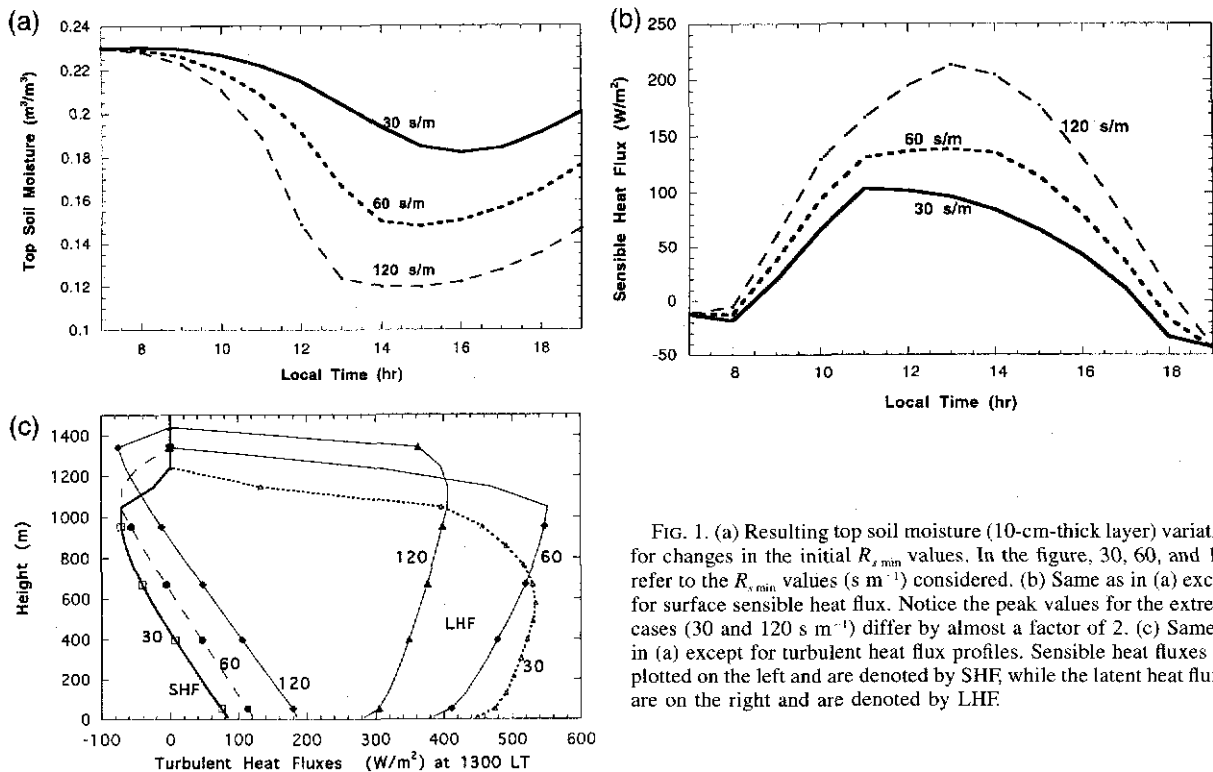 (a)
0.24
0.22
0.2
0.18
0.16
0.14
0.12
0.1
Top Soil Moisture (m³/m³)
30 s/m
60 s/m
120 s/m
8 10 12 14 16 18
Local Time (hr)
(b)
250
200
150
100
50
0
-50
Sensible Heat Flux (W/m²)
120 s/m
60 s/m
30 s/m
8 10 12 14 16 18
Local Time (hr)
(c)
1400
1200
1000
800
600
400
200
0
Height (m)
30
SHF
60
120
120
LHF
60
30
-100 0 100 200 300 400 500 600
Turbulent Heat Fluxes (W/m²) at 1300 LT
FIG. 1. (a) Resulting top soil moisture (10-cm-thick layer)
for changes in the initial R_s min values. In the figure, 30, 60, and
refer to the R_s min values (s m⁻¹) considered. (b) Same as in (a)
for surface sensible heat flux. Notice the peak values for the
cases (30 and 120 s m⁻¹) differ by almost a factor of 2. (c) Same
in (a) except for turbulent heat flux profiles. Sensible heat fluxes
plotted on the left and are denoted by SHF, while the latent heat
are on the right and are denoted by LHF.